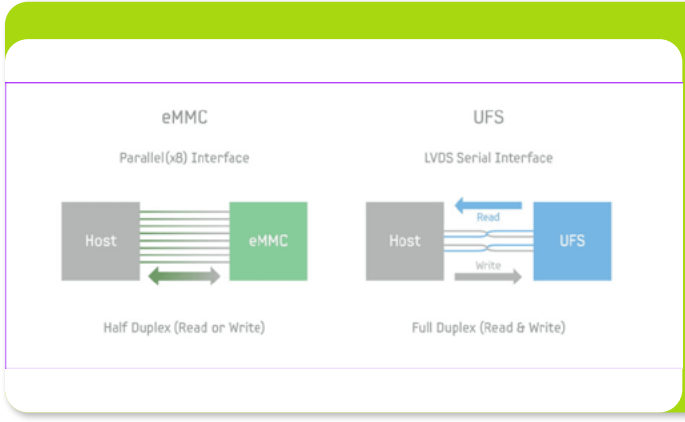 eMMC
Parallel(x8) Interface
Host
eMMC
Half Duplex (Read or Write)
UFS
LVDS Serial Interface
Read
Host
UFS
Write
Full Duplex (Read & Write)